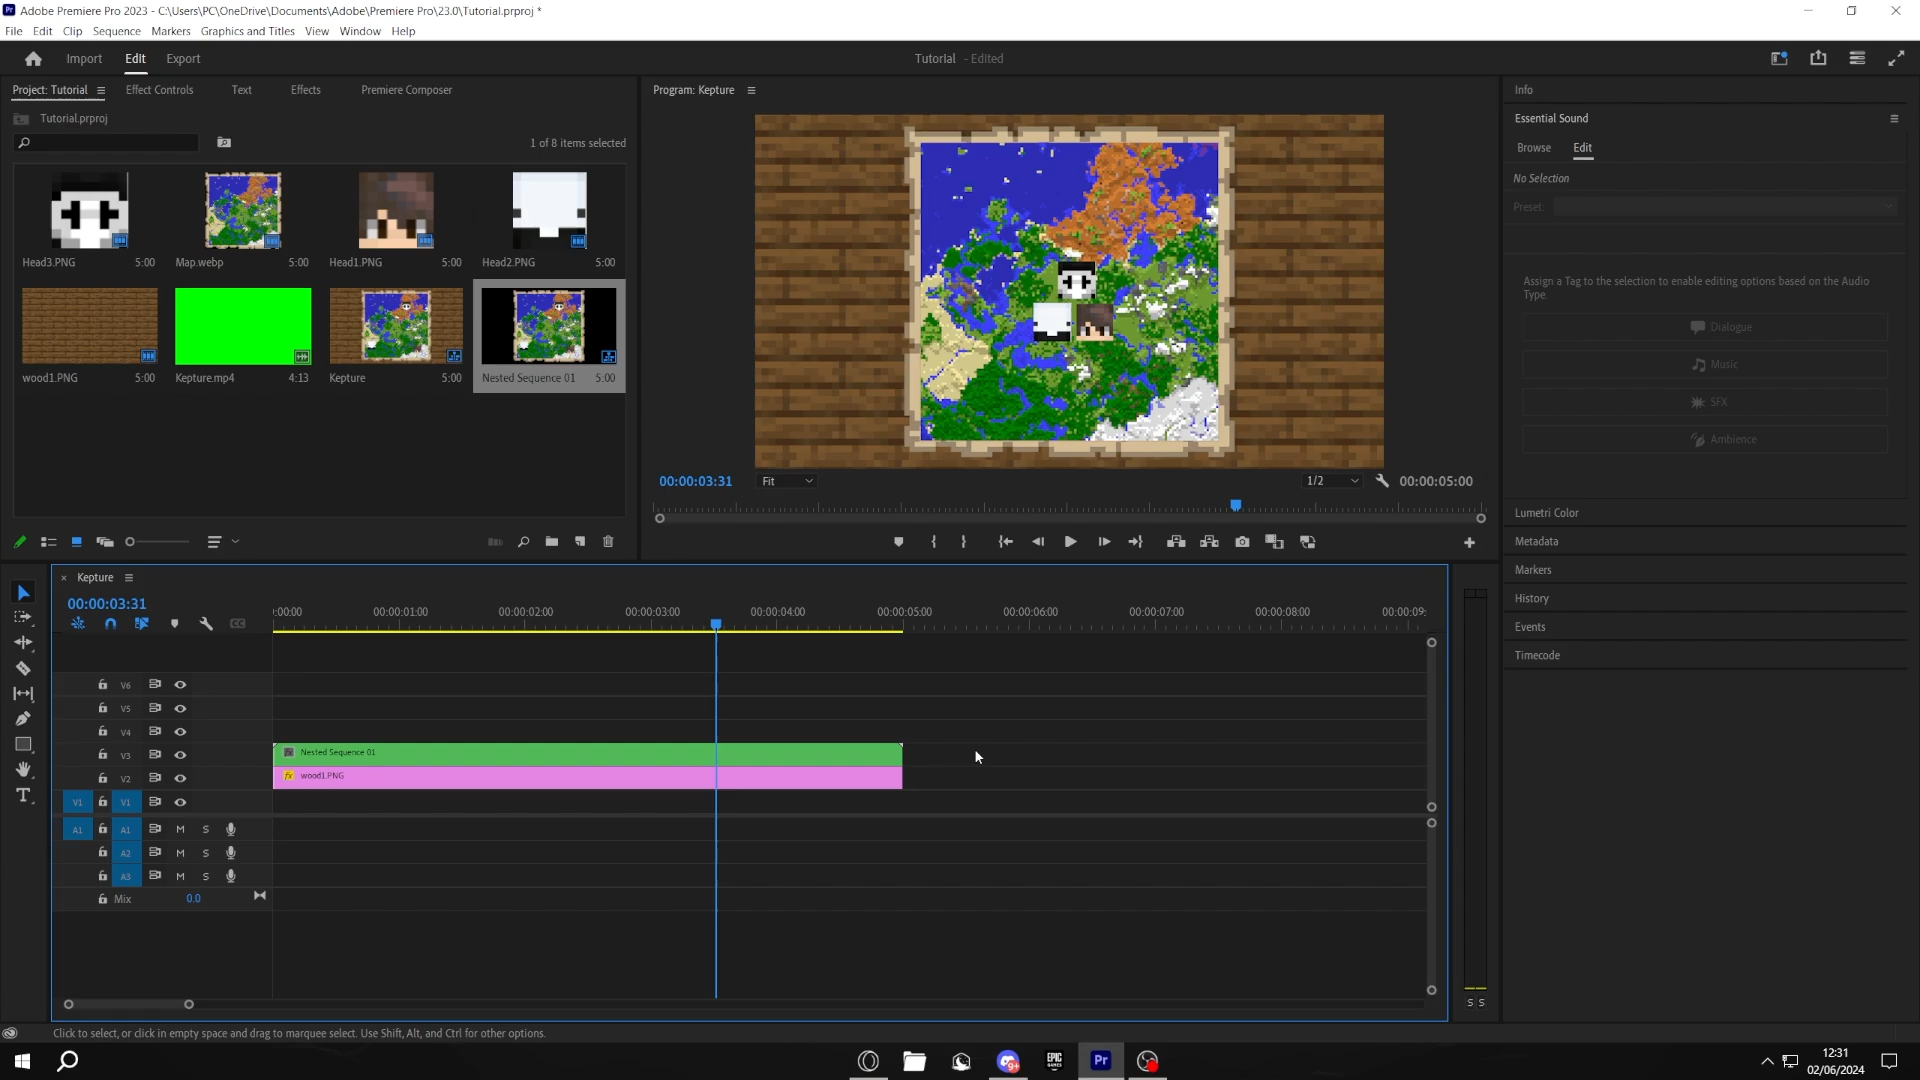 Adobe Premiere Pro 2023 - C:\Users\PC\OneDrive\Documents\Adobe\Premiere Pro\23.0\Tutorial.prproj *
File Edit Clip Sequence Markers Graphics and Titles View Window Help
Import Edit Export
Tutorial - Edited
Project: Tutorial Effect Controls Text Effects Premiere Composer
Program: Kepture
Info
Tutorial.prproj
Essential Sound
1 of 8 items selected
Browse Edit
No Selection
Preset:
Head3.PNG 5:00 Map.webp 5:00 Head1.PNG 5:00 Head2.PNG 5:00
Assign a Tag to the selection to enable editing options based on the Audio
Type.
Dialogue
Music
wood1.PNG 5:00 Kepture.mp4 4:13 Kepture 5:00 Nested Sequence 01 5:00
SFX
Ambience
00:00:03:31 Fit 1/2 00:00:05:00
Lumetri Color
Metadata
Markers
History
Events
Timecode
Kepture
00:00:03:31
:00:00 00:00:01:00 00:00:02:00 00:00:03:00 00:00:04:00 00:00:05:00 00:00:06:00 00:00:07:00 00:00:08:00 00:00:09:
CC
V6
V5
V4
V3 fx Nested Sequence 01
V2 fx wood1.PNG
V1 V1
A1 A1 M S
A2 M S
A3 M S
Mix 0.0
S S
Click to select, or click in empty space and drag to marquee select. Use Shift, Alt, and Ctrl for other options.
9+
EPIC GAMES
Pr
12:31
02/06/2024